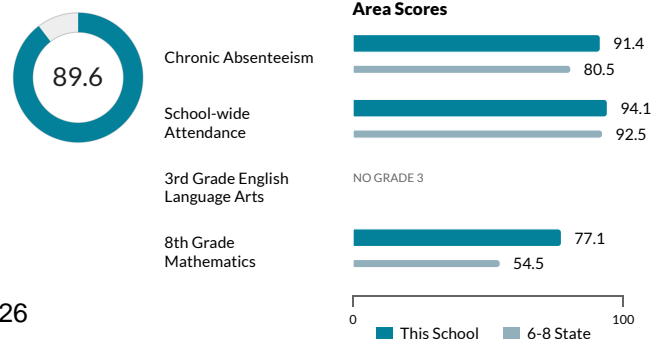 Area Scores
89.6
Chronic Absenteeism
91.4
80.5
School-wide
Attendance
94.1
92.5
3rd Grade English
Language Arts
NO GRADE 3
8th Grade
Mathematics
77.1
54.5
26
0
100
This School
6-8 State